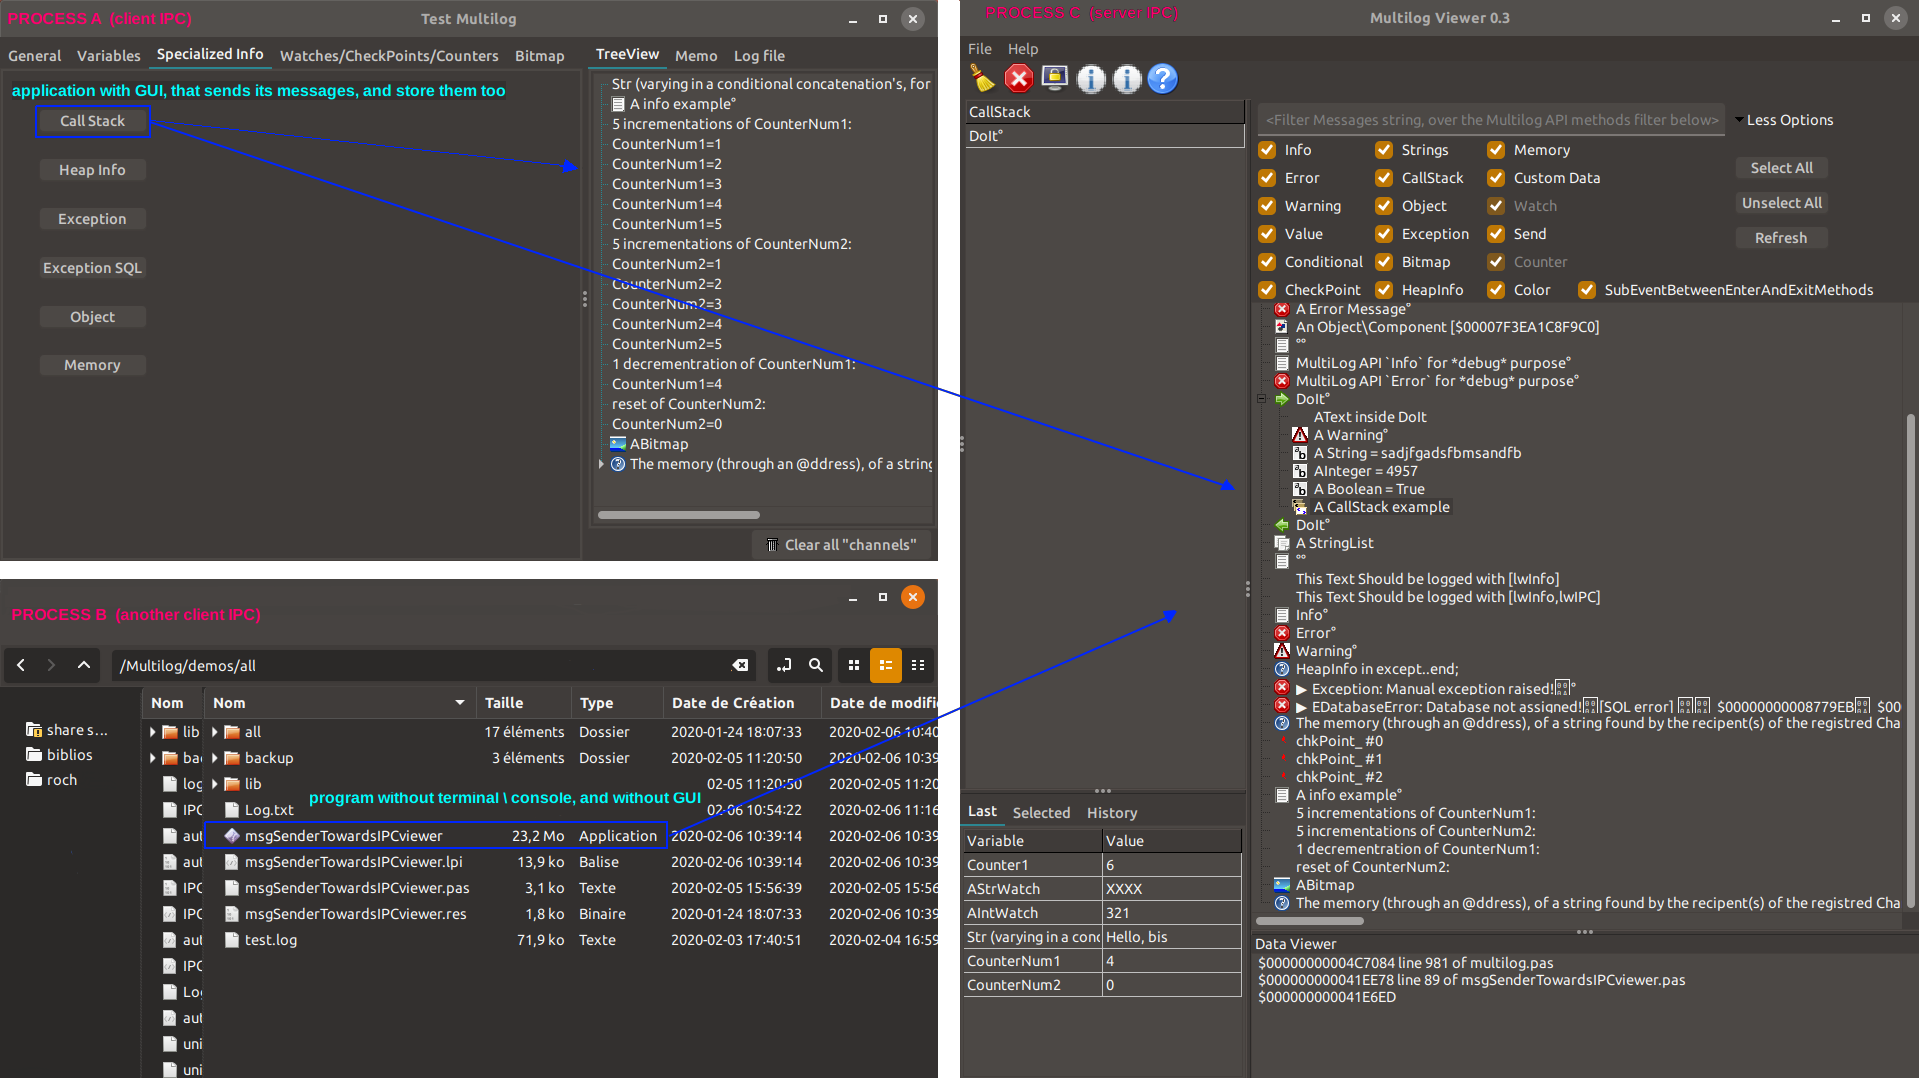 PROCESS A  (client IPC)
Test Multilog
General
Variables
Specialized Info
Watches/CheckPoints/Counters
Bitmap
application with GUI, that sends its messages, and store them too
Call Stack
Heap Info
Exception
Exception SQL
Object
Memory
TreeView
Memo
Log file
Str (varying in a conditional concatenation's, for
A info example°
5 incrementations of CounterNum1:
CounterNum1=1
CounterNum1=2
CounterNum1=3
CounterNum1=4
CounterNum1=5
5 incrementations of CounterNum2:
CounterNum2=1
CounterNum2=2
CounterNum2=3
CounterNum2=4
CounterNum2=5
1 decrementration of CounterNum1:
CounterNum1=4
reset of CounterNum2:
CounterNum2=0
ABitmap
The memory (through an @ddress), of a string
Clear all "channels"
PROCESS B  (another client IPC)
/Multilog/demos/all
share s...
biblios
roch
Nom
lib
bac
log
IPC
aut
aut
IPC
IPC
aut
IPC
Log
aut
uni
uni
Nom
Taille
Type
Date de Création
Date de modifi
all
17 éléments
Dossier
2020-01-24 18:07:33
2020-02-06 10:40
backup
3 éléments
Dossier
2020-02-05 11:20:50
2020-02-06 10:39
lib
02-05 11:20:50
2020-02-05 11:20
program without terminal \ console, and without GUI
Log.txt
02-06 10:54:22
2020-02-06 11:16
msgSenderTowardsIPCviewer
23,2 Mo
Application
2020-02-06 10:39:14
2020-02-06 10:39
msgSenderTowardsIPCviewer.lpi
13,9 ko
Balise
2020-02-06 10:39:14
2020-02-06 10:39
msgSenderTowardsIPCviewer.pas
3,1 ko
Texte
2020-02-05 15:56:39
2020-02-05 15:56
msgSenderTowardsIPCviewer.res
1,8 ko
Binaire
2020-01-24 18:07:33
2020-02-06 10:39
test.log
71,9 ko
Texte
2020-02-03 17:40:51
2020-02-04 16:59
PROCESS C  (server IPC)
Multilog Viewer 0.3
File
Help
CallStack
DoIt°
<Filter Messages string, over the Multilog API methods filter below>
Less Options
Info
Strings
Memory
Error
CallStack
Custom Data
Warning
Object
Watch
Value
Exception
Send
Conditional
Bitmap
Counter
CheckPoint
HeapInfo
Color
SubEventBetweenEnterAndExitMethods
Select All
Unselect All
Refresh
A Error Message°
An Object\Component [$00007F3EA1C8F9C0]
°°
MultiLog API `Info` for *debug* purpose°
MultiLog API `Error` for *debug* purpose°
DoIt°
AText inside DoIt
A Warning°
A String = sadjfgadsfbmsandfb
AInteger = 4957
A Boolean = True
A CallStack example
DoIt°
A StringList
°°
This Text Should be logged with [lwInfo]
This Text Should be logged with [lwInfo,lwIPC]
Info°
Error°
Warning°
HeapInfo in except..end;
▶ Exception: Manual exception raised!°
▶ EDatabaseError: Database not assigned![SQL error] $00000000008779EB $00
The memory (through an @ddress), of a string found by the recipent(s) of the registred Cha
chkPoint_ #0
chkPoint_ #1
chkPoint_ #2
A info example°
5 incrementations of CounterNum1:
5 incrementations of CounterNum2:
1 decrementration of CounterNum1:
reset of CounterNum2:
ABitmap
The memory (through an @ddress), of a string found by the recipent(s) of the registred Cha
Last
Selected
History
Variable
Value
Counter1
6
AStrWatch
XXXX
AIntWatch
321
Str (varying in a conc
Hello, bis
CounterNum1
4
CounterNum2
0
Data Viewer
$00000000004C7084 line 981 of multilog.pas
$000000000041EE78 line 89 of msgSenderTowardsIPCviewer.pas
$000000000041E6ED